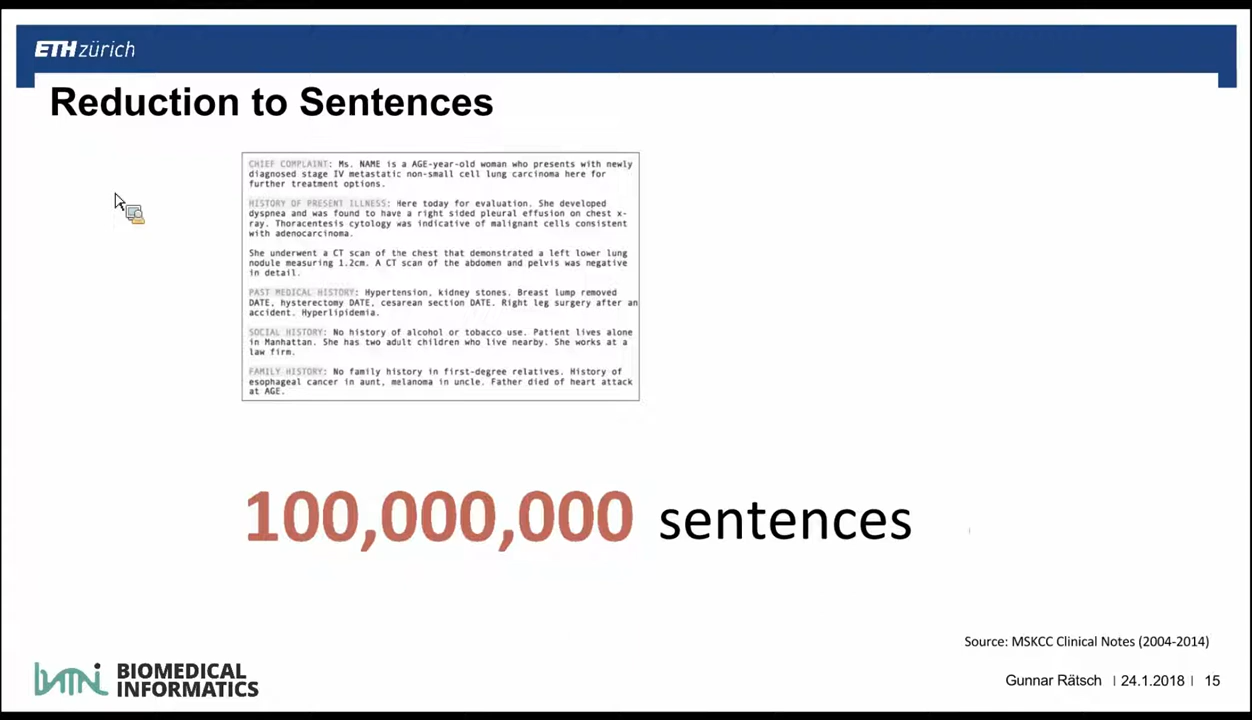 ETH zürich
Reduction to Sentences
CHIEF COMPLAINT: Ms. NAME is a AGE-year-old woman who presents with newly
diagnosed stage IV metastatic non-small cell lung carcinoma here for
further treatment options.
HISTORY OF PRESENT ILLNESS: Here today for evaluation. She developed
dyspnea and was found to have a right sided pleural effusion on chest x-
ray. Thoracentesis cytology was indicative of malignant cells consistent
with adenocarcinoma.
She underwent a CT scan of the chest that demonstrated a left lower lung
nodule measuring 1.2cm. A CT scan of the abdomen and pelvis was negative
in detail.
PAST MEDICAL HISTORY: Hypertension, kidney stones. Breast lump removed
DATE, hysterectomy DATE, cesarean section DATE. Right leg surgery after an
accident. Hyperlipidemia.
SOCIAL HISTORY: No history of alcohol or tobacco use. Patient lives alone
in Manhattan. She has two adult children who live nearby. She works at a
law firm.
FAMILY HISTORY: No family history in first-degree relatives. History of
esophageal cancer in aunt, melanoma in uncle. Father died of heart attack
at AGE.
100,000,000 sentences
Source: MSKCC Clinical Notes (2004-2014)
BIOMEDICAL
INFORMATICS
Gunnar Rätsch | 24.1.2018 | 15